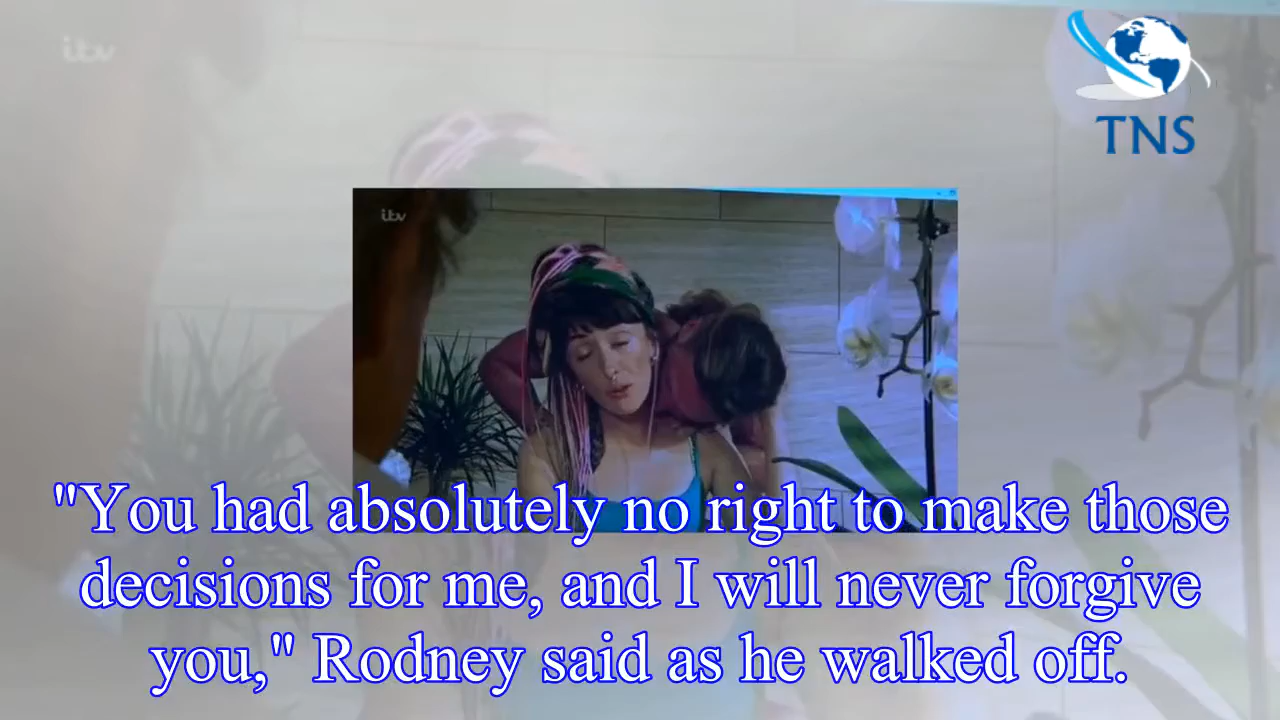 itv
TNS
itv
"You had absolutely no right to make those
decisions for me, and I will never forgive
you," Rodney said as he walked off.